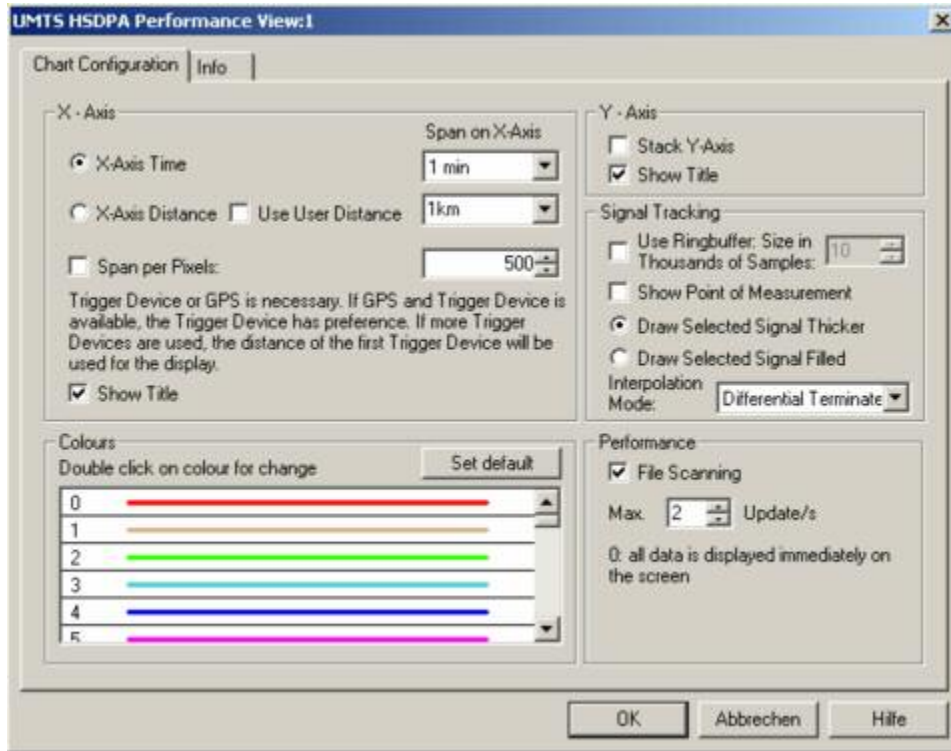 UMTS HSDPA Performance View:1
Chart Configuration
Info
X - Axis
Span on X-Axis
X-Axis Time
1 min
X-Axis Distance
Use User Distance
1km
Span per Pixels:
500
Trigger Device or GPS is necessary. If GPS and Trigger Device is
available, the Trigger Device has preference. If more Trigger
Devices are used, the distance of the first Trigger Device will be
used for the display.
Show Title
Y - Axis
Stack Y-Axis
Show Title
Signal Tracking
Use Ringbuffer: Size in
Thousands of Samples:
10
Show Point of Measurement
Draw Selected Signal Thicker
Draw Selected Signal Filled
Interpolation
Mode:
Differential Terminate
Colours
Double click on colour for change
Set default
0
1
2
3
4
5
Performance
File Scanning
Max.
2
Update/s
0: all data is displayed immediately on
the screen
OK
Abbrechen
Hilfe